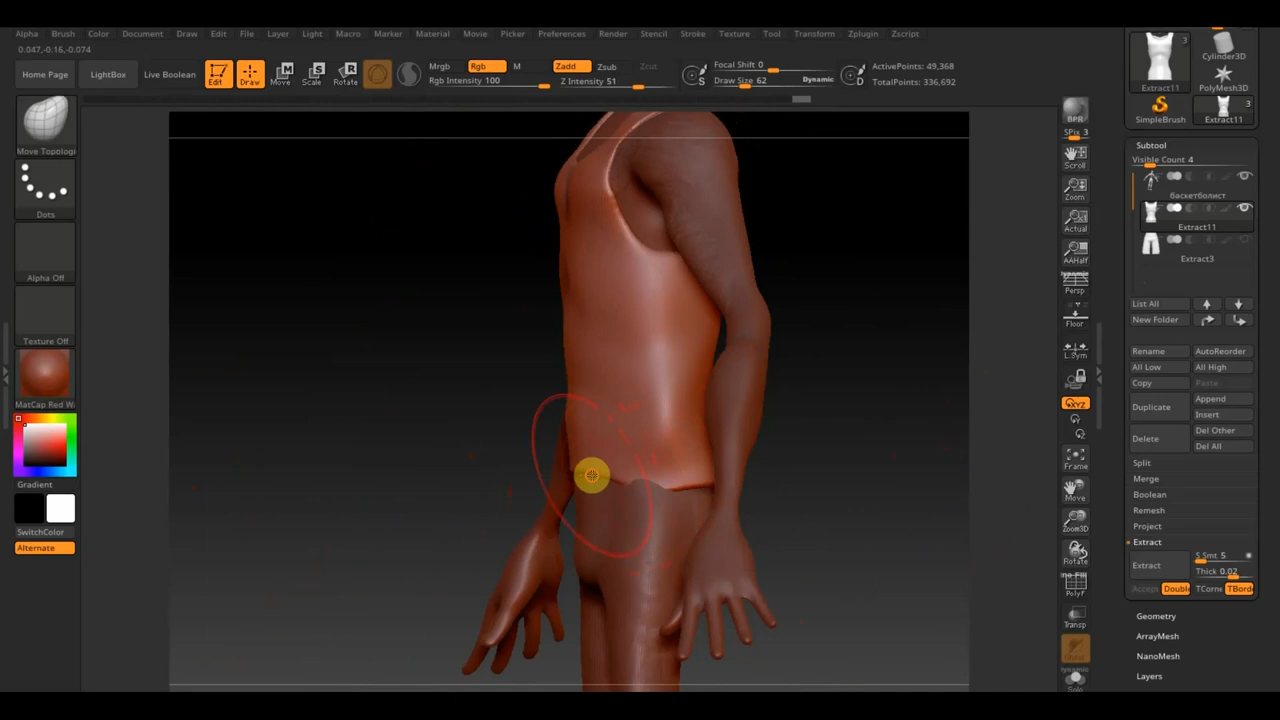 Alpha Brush Color Document Draw Edit File Layer Light Macro Marker Material Movie Picker Preferences Render Stencil Stroke Texture Tool Transform Zplugin Zscript
0.047,-0.16,-0.074
Home Page LightBox Live Boolean Edit Draw Move Scale Rotate
Mrgb Rgb M Zadd Zsub Zcut
Rgb Intensity 100 Z Intensity 51
Focal Shift 0
Draw Size 62 Dynamic
ActivePoints: 49,368
TotalPoints: 336,692
Move Topologi
Dots
Alpha Off
Texture Off
MatCap Red W
Gradient
SwitchColor
Alternate
BPR
SPix 3
Scroll
Zoom
Actual
AAHalf
Dynamic
Persp
Floor
L.Sym
XYZ
Frame
Move
Zoom3D
Rotate
PolyF
Transp
Solo
3
Cylinder3D
Extract11 PolyMesh3D
3
SimpleBrush Extract11
Subtool
Visible Count 4
баскетболист
Extract11
Extract3
List All
New Folder
Rename AutoReorder
All Low All High
Copy Paste
Duplicate Append
Insert
Delete Del Other
Del All
Split
Merge
Boolean
Remesh
Project
Extract
Extract S Smt 5
Thick 0.02
Accept Double TCorne TBorde
Geometry
ArrayMesh
NanoMesh
Layers